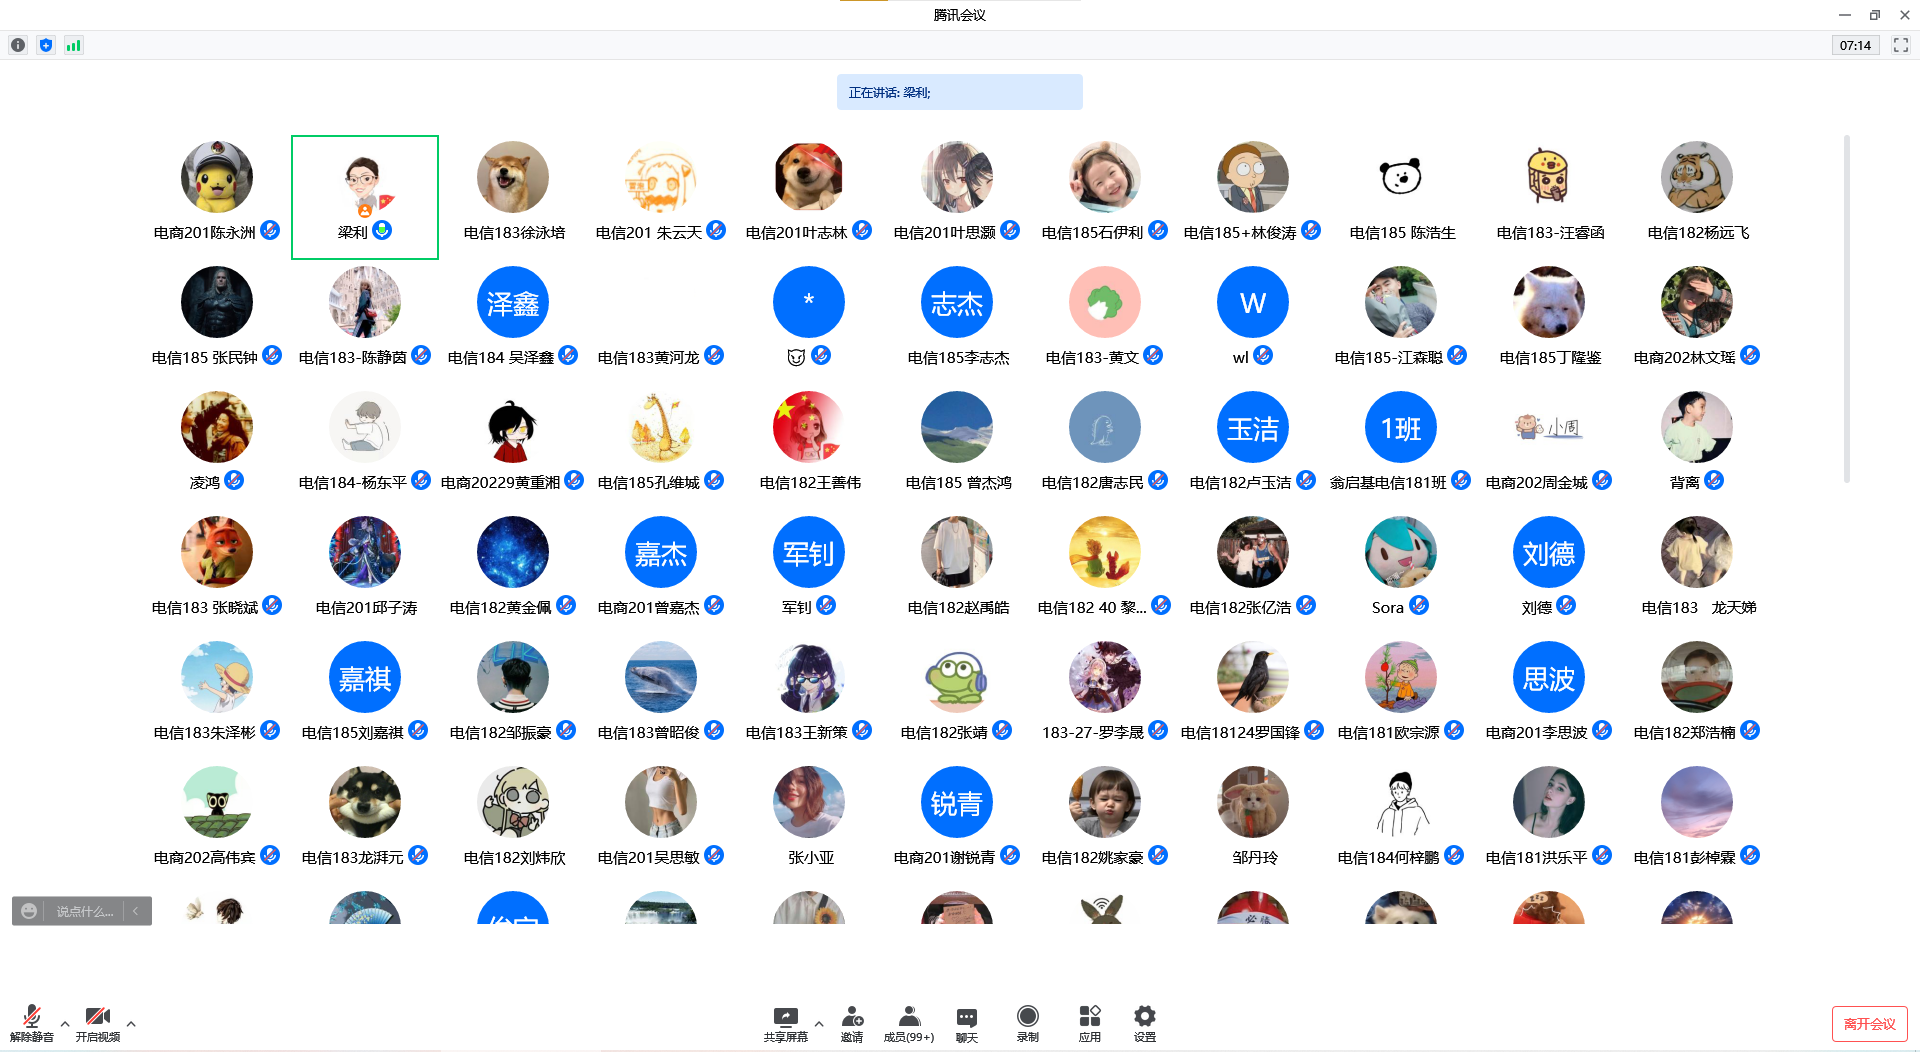 腾讯会议
07:14
正在讲话: 梁利;
电商201陈永洲
梁利
电信183徐泳培
电信201 朱云天
电信201叶志林
电信201叶思灏
电信185石伊利
电信185+林俊涛
电信185 陈浩生
电信183-汪睿函
电信182杨远飞
泽鑫
*
志杰
W
电信185 张民钟
电信183-陈静茵
电信184 吴泽鑫
电信183黄河龙
电信185李志杰
电信183-黄文
wl
电信185-江森聪
电信185丁隆鉴
电商202林文瑶
玉洁
1班
小周
凌鸿
电信184-杨东平
电商20229黄重湘
电信185孔维城
电信182王善伟
电信185 曾杰鸿
电信182唐志民
电信182卢玉洁
翁启基电信181班
电商202周金城
背离
嘉杰
军钊
刘德
电信183 张晓斌
电信201邱子涛
电信182黄金佩
电商201曾嘉杰
军钊
电信182赵禹皓
电信182 40 黎...
电信182张亿浩
Sora
刘德
电信183 龙天娣
嘉祺
思波
电信183朱泽彬
电信185刘嘉祺
电信182邹振豪
电信183曾昭俊
电信183王新策
电信182张靖
183-27-罗李晟
电信18124罗国锋
电信181欧宗源
电商201李思波
电信182郑浩楠
锐青
电商202高伟宾
电信183龙湃元
电信182刘炜欣
电信201吴思敏
张小亚
电商201谢锐青
电信182姚家豪
邹丹玲
电信184何梓鹏
电信181洪乐平
电信181彭棹霖
说点什么...
必勝
解除静音
开启视频
共享屏幕
邀请
成员(99+)
聊天
录制
应用
设置
离开会议